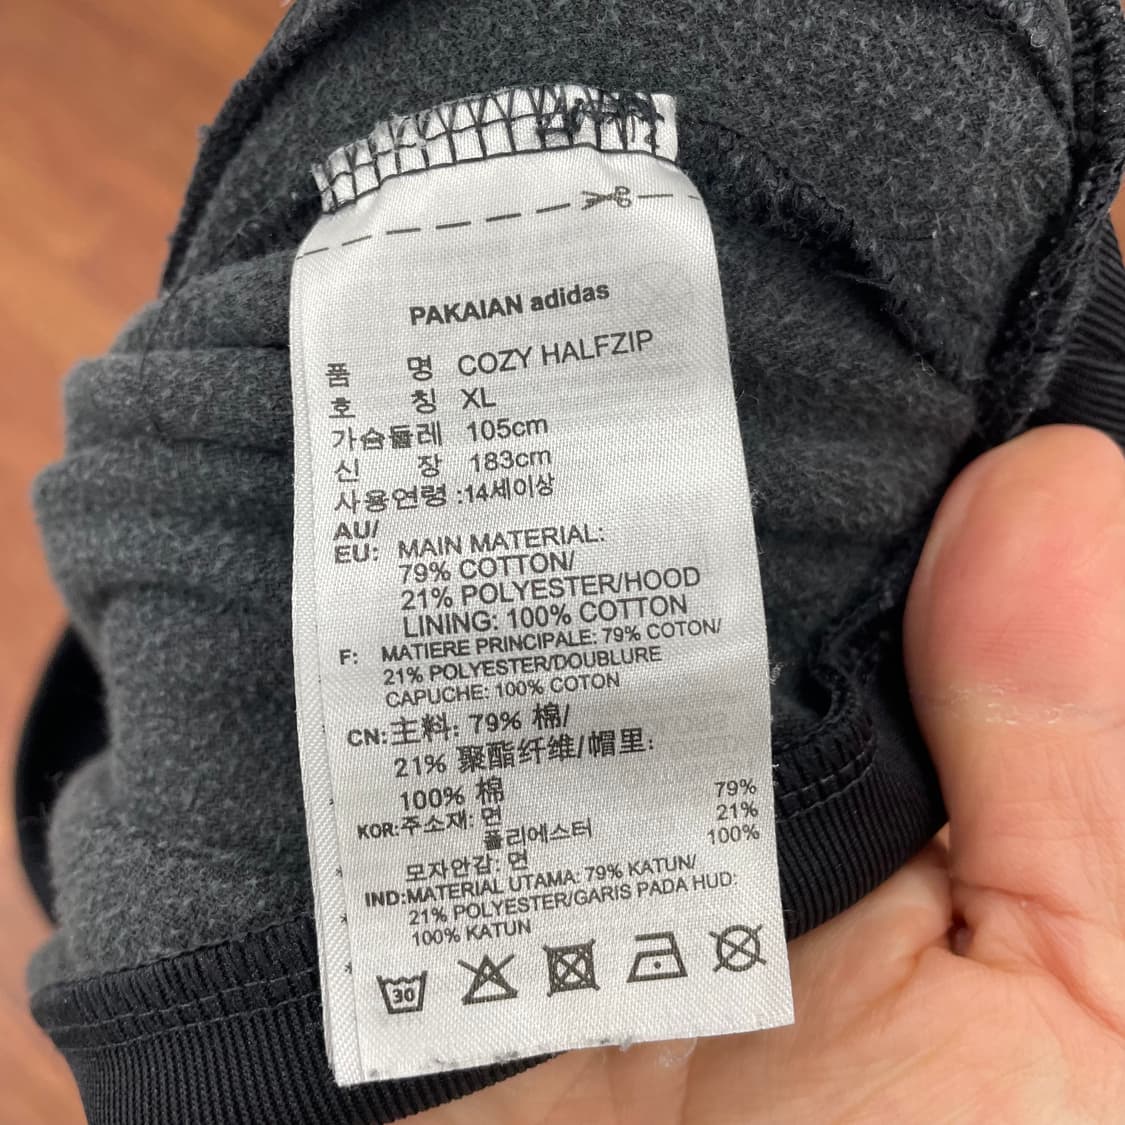 PAKAIAN adidas
품 명 COZY HALFZIP
호 칭 XL
가슴둘레 105cm
신 장 183cm
사용연령 :14세이상
AU/
EU: MAIN MATERIAL:
79% COTTON/
21% POLYESTER/HOOD
LINING: 100% COTTON
F: MATIERE PRINCIPALE: 79% COTON/
21% POLYESTER/DOUBLURE
CAPUCHE: 100% COTON
CN: 主料: 79% 棉/
21% 聚酯纤维/帽里:
100% 棉
KOR: 주소재: 면 79%
폴리에스터 21%
모자안감: 면 100%
IND: MATERIAL UTAMA: 79% KATUN/
21% POLYESTER/GARIS PADA HUD:
100% KATUN
30